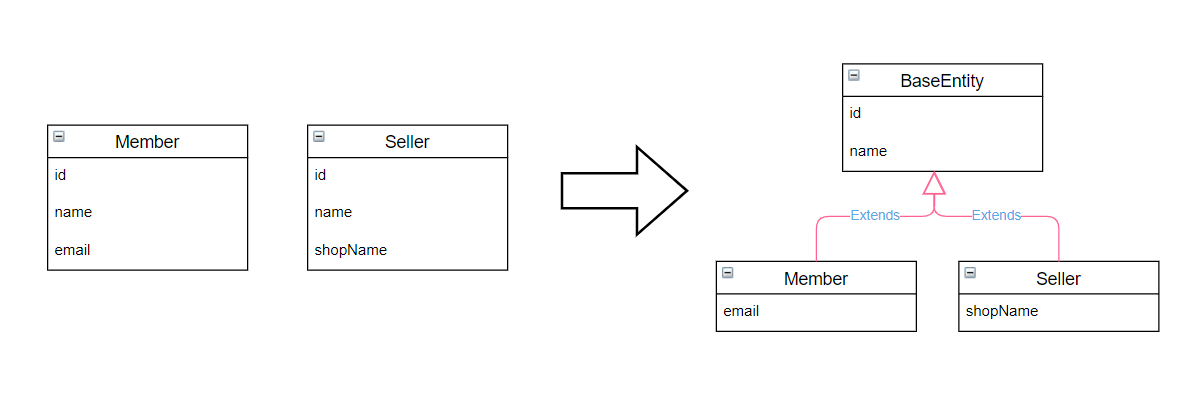 Member
id
name
email
Seller
id
name
shopName
BaseEntity
id
name
Extends
Extends
Member
email
Seller
shopName